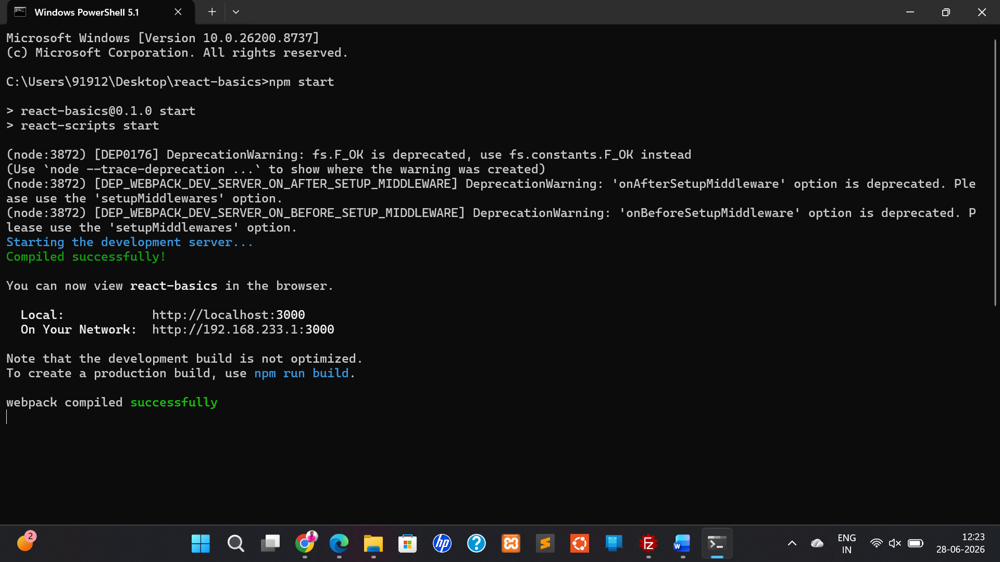 Windows PowerShell 5.1
Microsoft Windows [Version 10.0.26200.8737]
(c) Microsoft Corporation. All rights reserved.
C:\Users\91912\Desktop\react-basics>npm start
> react-basics@0.1.0 start
> react-scripts start
(node:3872) [DEP0176] DeprecationWarning: fs.F_OK is deprecated, use fs.constants.F_OK instead
(Use `node --trace-deprecation ...` to show where the warning was created)
(node:3872) [DEP_WEBPACK_DEV_SERVER_ON_AFTER_SETUP_MIDDLEWARE] DeprecationWarning: 'onAfterSetupMiddleware' option is deprecated. Ple
ase use the 'setupMiddlewares' option.
(node:3872) [DEP_WEBPACK_DEV_SERVER_ON_BEFORE_SETUP_MIDDLEWARE] DeprecationWarning: 'onBeforeSetupMiddleware' option is deprecated. P
lease use the 'setupMiddlewares' option.
Starting the development server...
Compiled successfully!
You can now view react-basics in the browser.
Local: http://localhost:3000
On Your Network: http://192.168.233.1:3000
Note that the development build is not optimized.
To create a production build, use npm run build.
webpack compiled successfully
2
hp
?
S
Fz
W
ENG
IN
12:23
28-06-2026